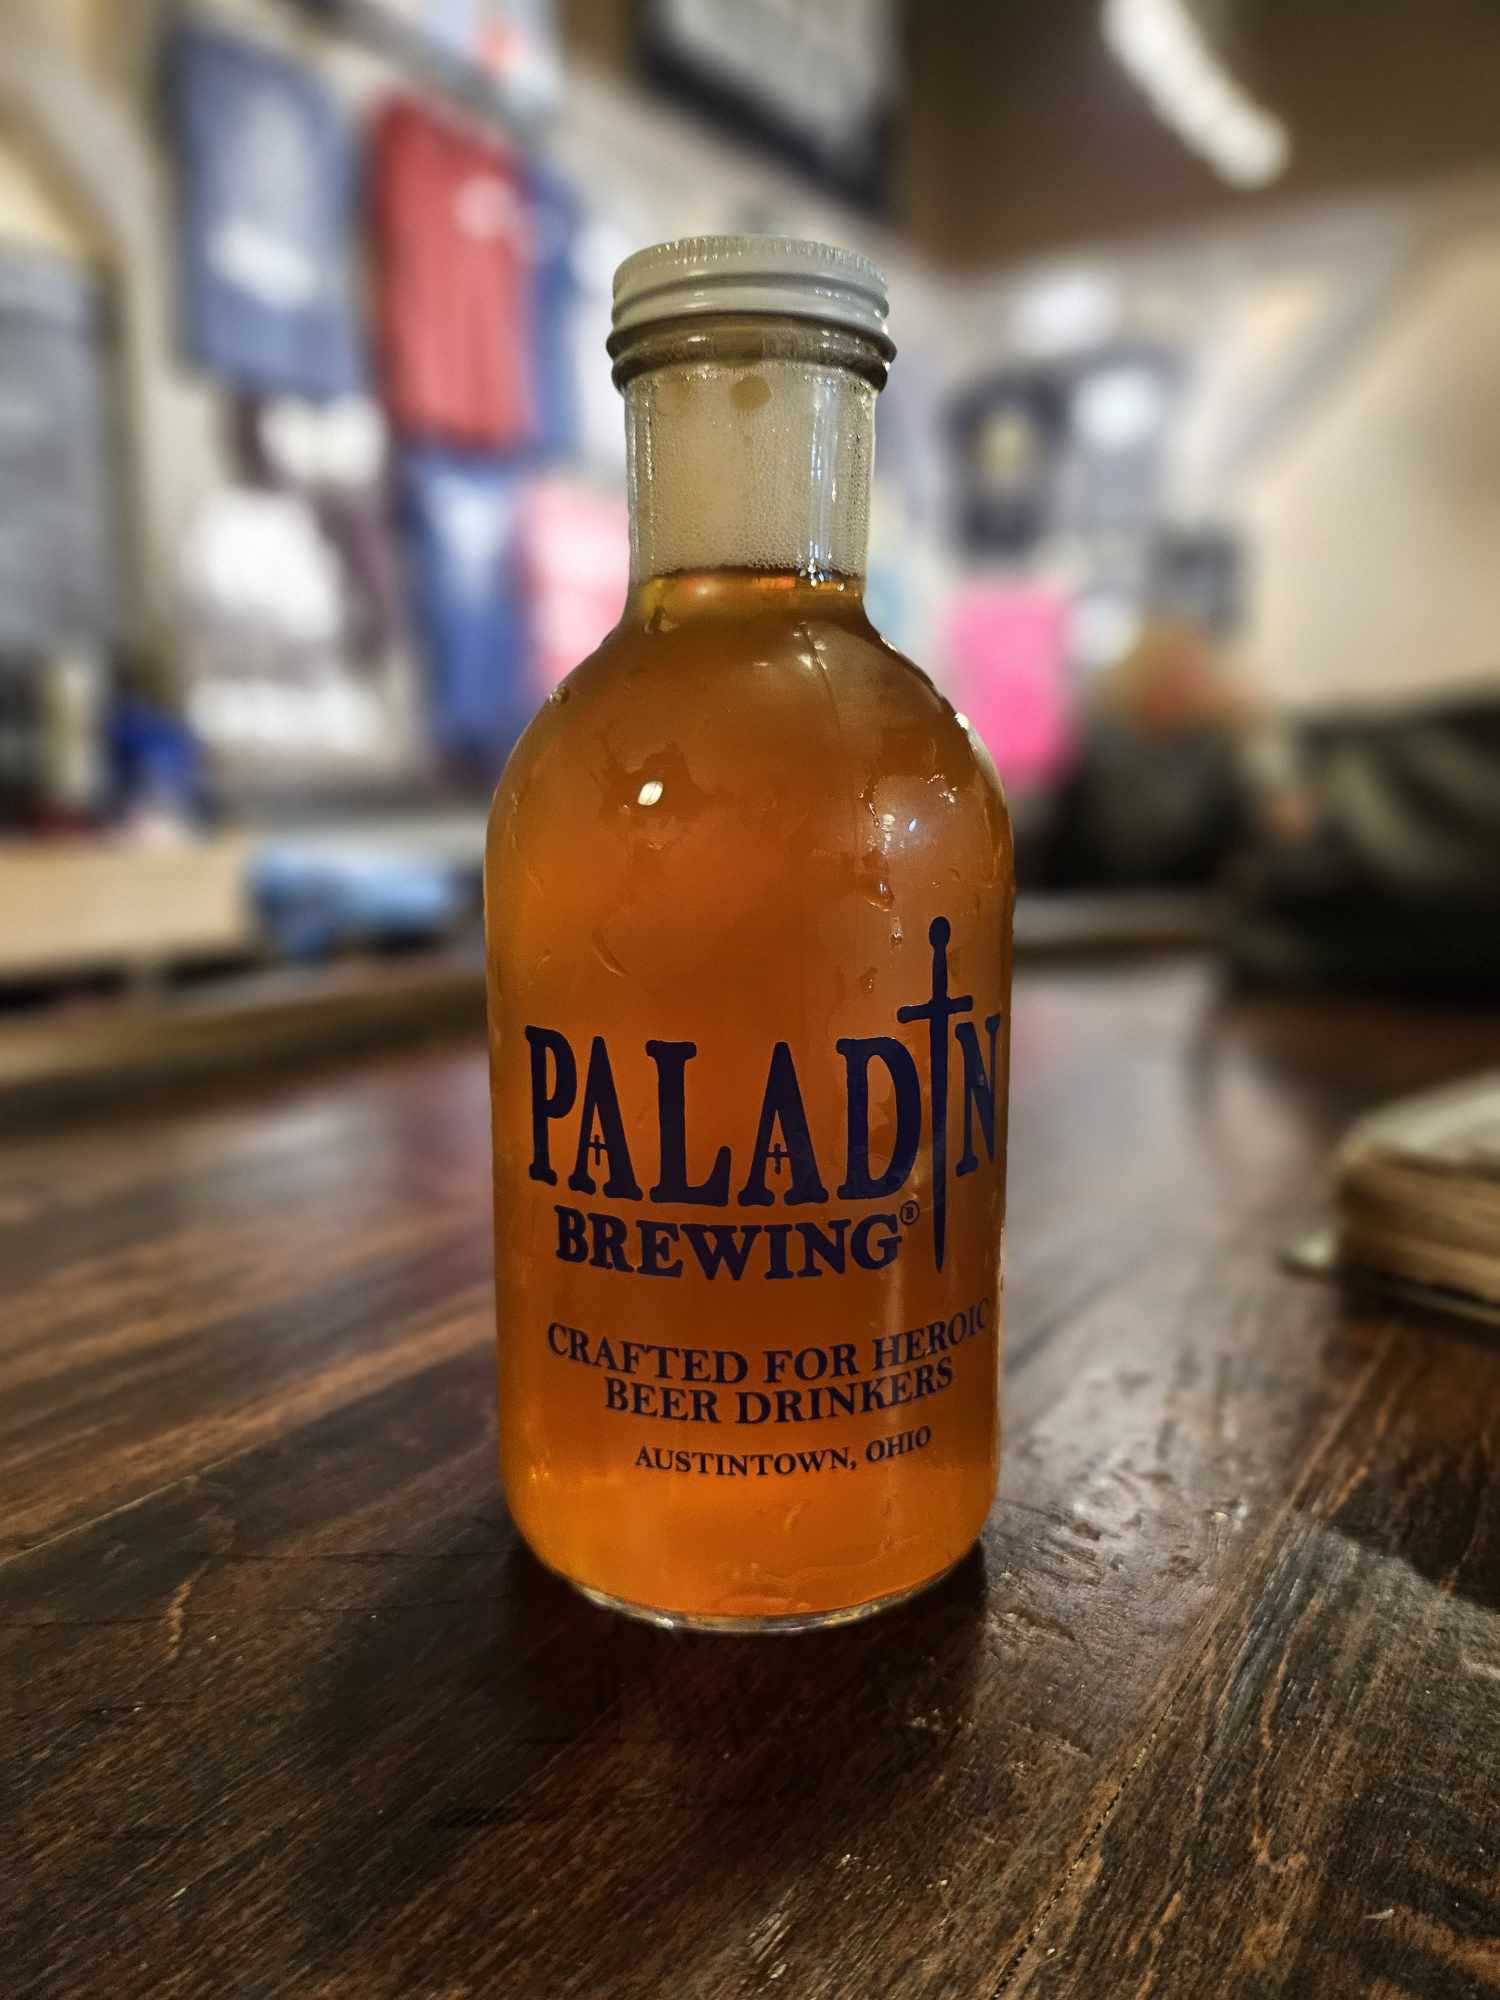 PALADIN
BREWING®
CRAFTED FOR HEROIC
BEER DRINKERS
AUSTINTOWN, OHIO